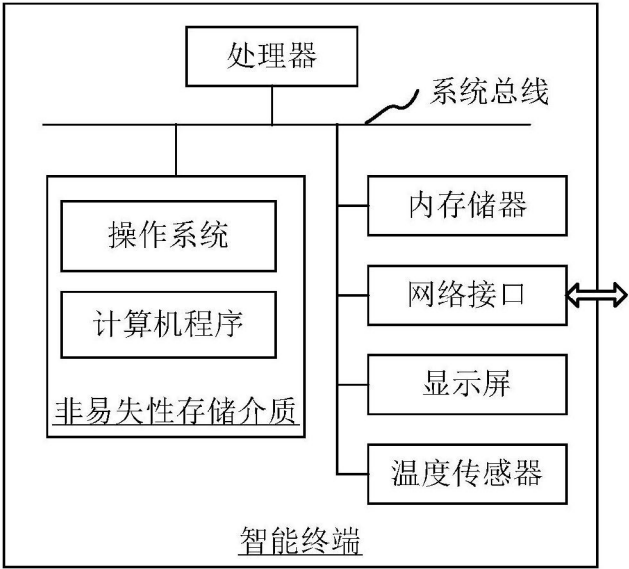 处理器
系统总线
操作系统
计算机程序
非易失性存储介质
内存储器
网络接口
显示屏
温度传感器
智能终端